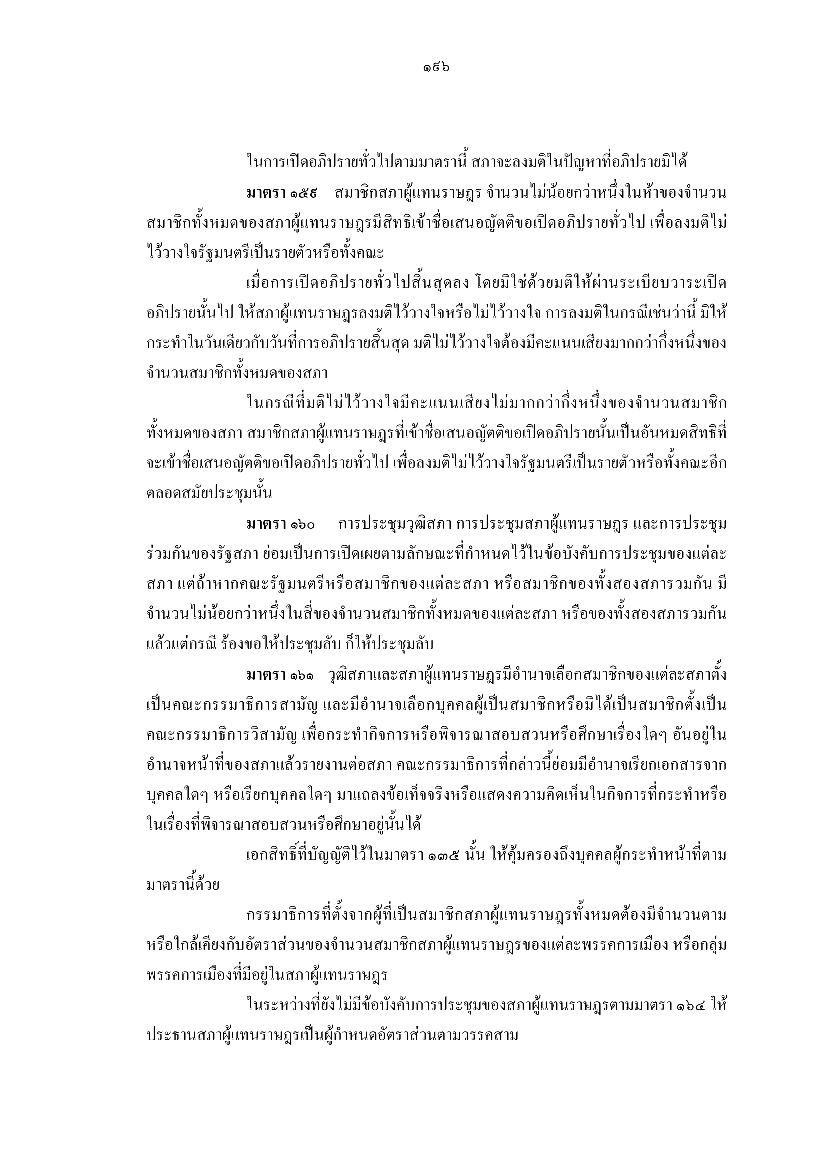 ๑๙๖
ในการเปิดอภิปรายทั่วไปตามมาตรานี้ สภาจะลงมติในปัญหาที่อภิปรายมิได้
มาตรา ๑๕๙ สมาชิกสภาผู้แทนราษฎร จำนวนไม่น้อยกว่าหนึ่งในห้าของจำนวน
สมาชิกทั้งหมดของสภาผู้แทนราษฎรมีสิทธิเข้าชื่อเสนอญัตติขอเปิดอภิปรายทั่วไป เพื่อลงมติไม่
ไว้วางใจรัฐมนตรีเป็นรายตัวหรือทั้งคณะ
เมื่อการเปิดอภิปรายทั่วไปสิ้นสุดลง โดยมิใช่ด้วยมติให้ผ่านระเบียบวาระเปิด
อภิปรายนั้นไป ให้สภาผู้แทนราษฎรลงมติไว้วางใจหรือไม่ไว้วางใจ การลงมติในกรณีเช่นว่านี้ มิให้
กระทำในวันเดียวกับวันที่การอภิปรายสิ้นสุด มติไม่ไว้วางใจต้องมีคะแนนเสียงมากกว่ากึ่งหนึ่งของ
จำนวนสมาชิกทั้งหมดของสภา
ในกรณีที่มติไม่ไว้วางใจมีคะแนนเสียงไม่มากกว่ากึ่งหนึ่งของจำนวนสมาชิก
ทั้งหมดของสภา สมาชิกสภาผู้แทนราษฎรที่เข้าชื่อเสนอญัตติขอเปิดอภิปรายนั้นเป็นอันหมดสิทธิที่
จะเข้าชื่อเสนอญัตติขอเปิดอภิปรายทั่วไป เพื่อลงมติไม่ไว้วางใจรัฐมนตรีเป็นรายตัวหรือทั้งคณะอีก
ตลอดสมัยประชุมนั้น
มาตรา ๑๖๐ การประชุมวุฒิสภา การประชุมสภาผู้แทนราษฎร และการประชุม
ร่วมกันของรัฐสภา ย่อมเป็นการเปิดเผยตามลักษณะที่กำหนดไว้ในข้อบังคับการประชุมของแต่ละ
สภา แต่ถ้าหากคณะรัฐมนตรีหรือสมาชิกของแต่ละสภา หรือสมาชิกของทั้งสองสภารวมกัน มี
จำนวนไม่น้อยกว่าหนึ่งในสี่ของจำนวนสมาชิกทั้งหมดของแต่ละสภา หรือของทั้งสองสภารวมกัน
แล้วแต่กรณี ร้องขอให้ประชุมลับ ก็ให้ประชุมลับ
มาตรา ๑๖๑ วุฒิสภาและสภาผู้แทนราษฎรมีอำนาจเลือกสมาชิกของแต่ละสภาตั้ง
เป็นคณะกรรมาธิการสามัญ และมีอำนาจเลือกบุคคลผู้เป็นสมาชิกหรือมิได้เป็นสมาชิกตั้งเป็น
คณะกรรมาธิการวิสามัญ เพื่อกระทำกิจการหรือพิจารณาสอบสวนหรือศึกษาเรื่องใดๆ อันอยู่ใน
อำนาจหน้าที่ของสภาแล้วรายงานต่อสภา คณะกรรมาธิการที่กล่าวนี้ย่อมมีอำนาจเรียกเอกสารจาก
บุคคลใดๆ หรือเรียกบุคคลใดๆ มาแถลงข้อเท็จจริงหรือแสดงความคิดเห็นในกิจการที่กระทำหรือ
ในเรื่องที่พิจารณาสอบสวนหรือศึกษาอยู่นั้นได้
เอกสิทธิ์ที่บัญญัติไว้ในมาตรา ๑๓๕ นั้น ให้คุ้มครองถึงบุคคลผู้กระทำหน้าที่ตาม
มาตรานี้ด้วย
กรรมาธิการที่ตั้งจากผู้ที่เป็นสมาชิกสภาผู้แทนราษฎรทั้งหมดต้องมีจำนวนตาม
หรือใกล้เคียงกับอัตราส่วนของจำนวนสมาชิกสภาผู้แทนราษฎรของแต่ละพรรคการเมือง หรือกลุ่ม
พรรคการเมืองที่มีอยู่ในสภาผู้แทนราษฎร
ในระหว่างที่ยังไม่มีข้อบังคับการประชุมของสภาผู้แทนราษฎรตามมาตรา ๑๖๔ ให้
ประธานสภาผู้แทนราษฎรเป็นผู้กำหนดอัตราส่วนตามวรรคสาม